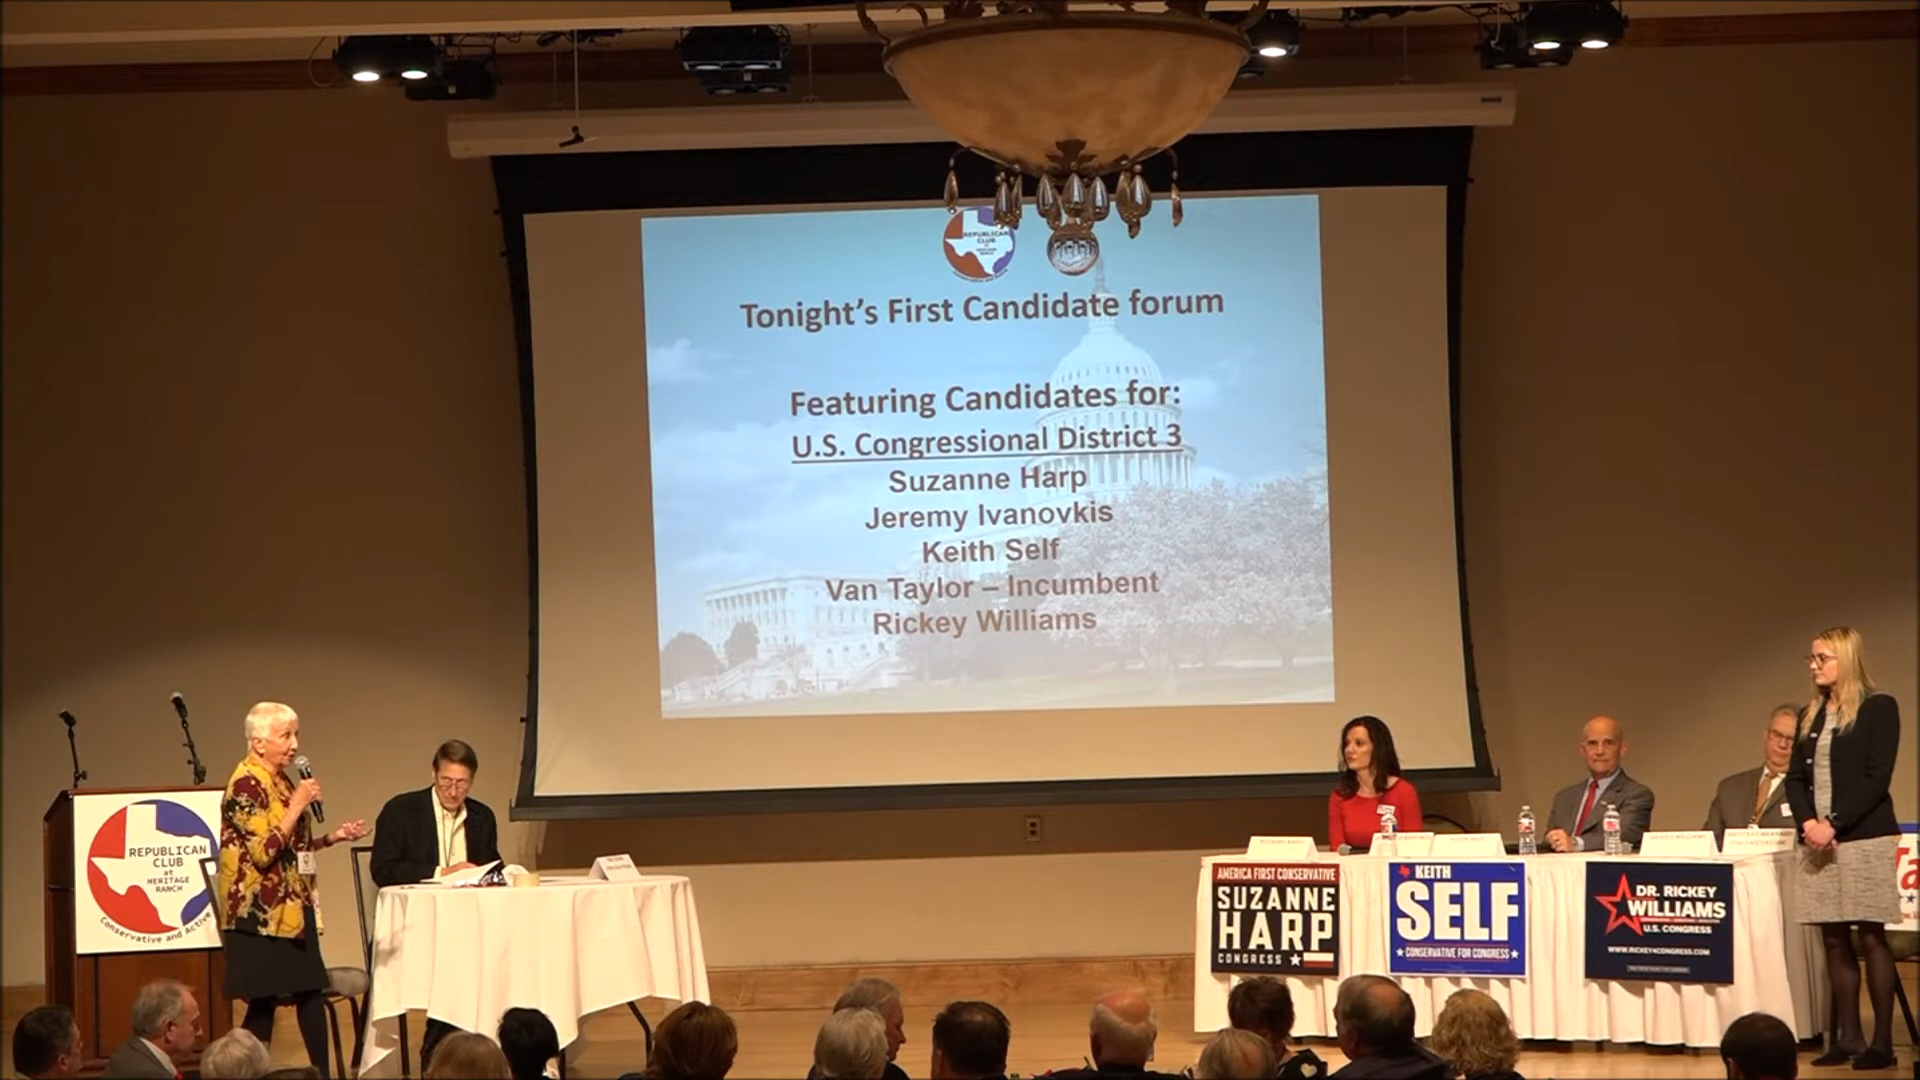 REPUBLICAN
CLUB
Tonight's First Candidate forum
Featuring Candidates for:
U.S. Congressional District 3
Suzanne Harp
Jeremy Ivanovkis
Keith Self
Van Taylor – Incumbent
Rickey Williams
REPUBLICAN
CLUB
at
HERITAGE
RANCH
Conservative and Active
AMERICA FIRST CONSERVATIVE
SUZANNE
HARP
CONGRESS
KEITH
SELF
CONSERVATIVE FOR CONGRESS
DR. RICKEY
WILLIAMS
U.S. CONGRESS
WWW.RICKEY4CONGRESS.COM